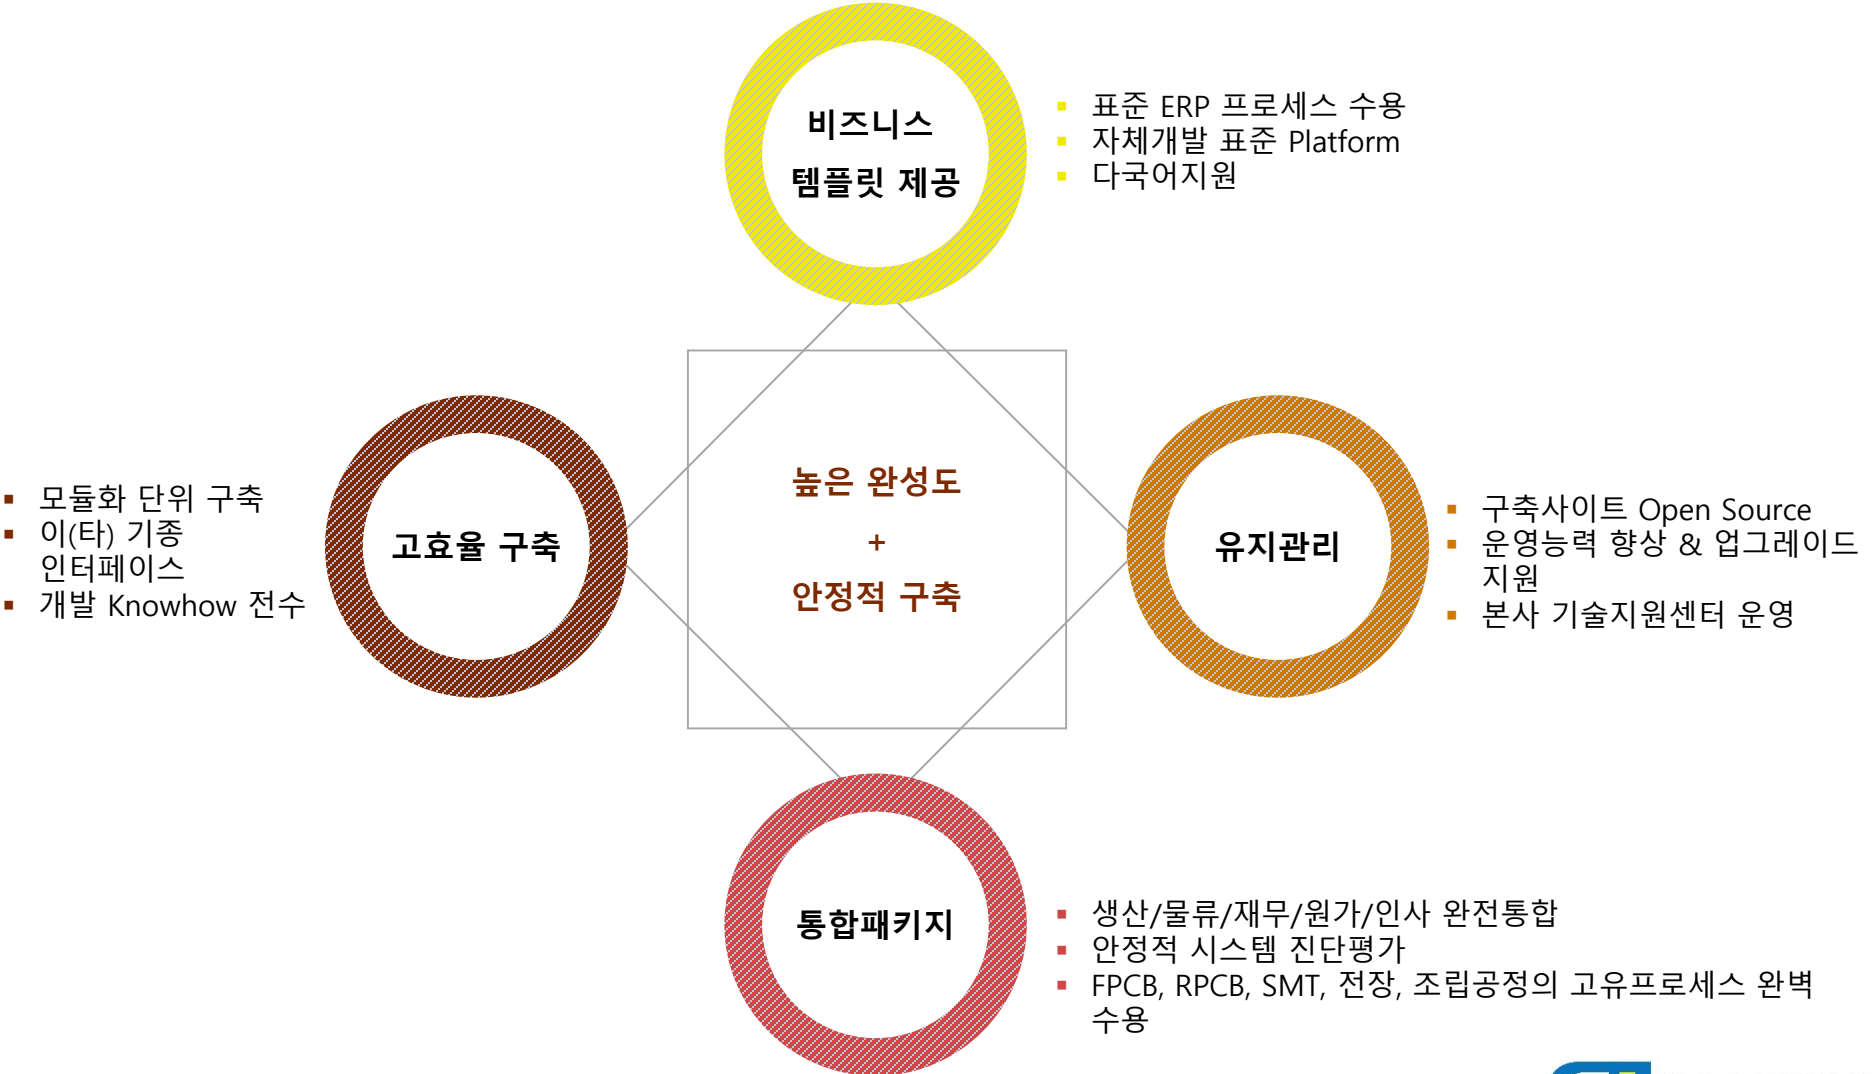 비즈니스
템플릿 제공
표준 ERP 프로세스 수용
자체개발 표준 Platform
다국어지원
모듈화 단위 구축
이(타) 기종
인터페이스
개발 Knowhow 전수
고효율 구축
높은 완성도
+
안정적 구축
유지관리
구축사이트 Open Source
운영능력 향상 & 업그레이드
지원
본사 기술지원센터 운영
통합패키지
생산/물류/재무/원가/인사 완전통합
안정적 시스템 진단평가
FPCB, RPCB, SMT, 전장, 조립공정의 고유프로세스 완벽
수용